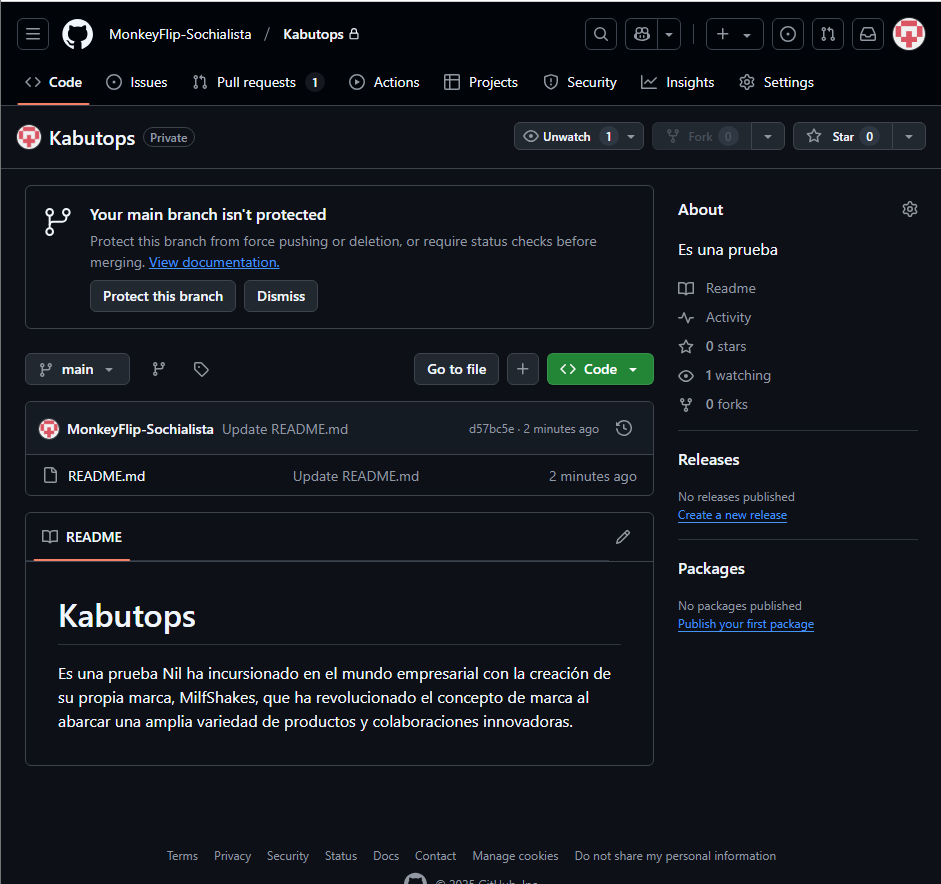 MonkeyFlip-Sochialista / Kabutops
Code Issues Pull requests 1 Actions Projects Security Insights Settings
Kabutops Private
Unwatch 1 Fork 0 Star 0
Your main branch isn't protected
Protect this branch from force pushing or deletion, or require status checks before
merging. View documentation.
Protect this branch Dismiss
main Go to file Code
MonkeyFlip-Sochialista Update README.md d57bc5e · 2 minutes ago
README.md Update README.md 2 minutes ago
README
Kabutops
Es una prueba Nil ha incursionado en el mundo empresarial con la creación de
su propia marca, MilfShakes, que ha revolucionado el concepto de marca al
abarcar una amplia variedad de productos y colaboraciones innovadoras.
About
Es una prueba
Readme
Activity
0 stars
1 watching
0 forks
Releases
No releases published
Create a new release
Packages
No packages published
Publish your first package
Terms Privacy Security Status Docs Contact Manage cookies Do not share my personal information
© 2025 GitHub, Inc.